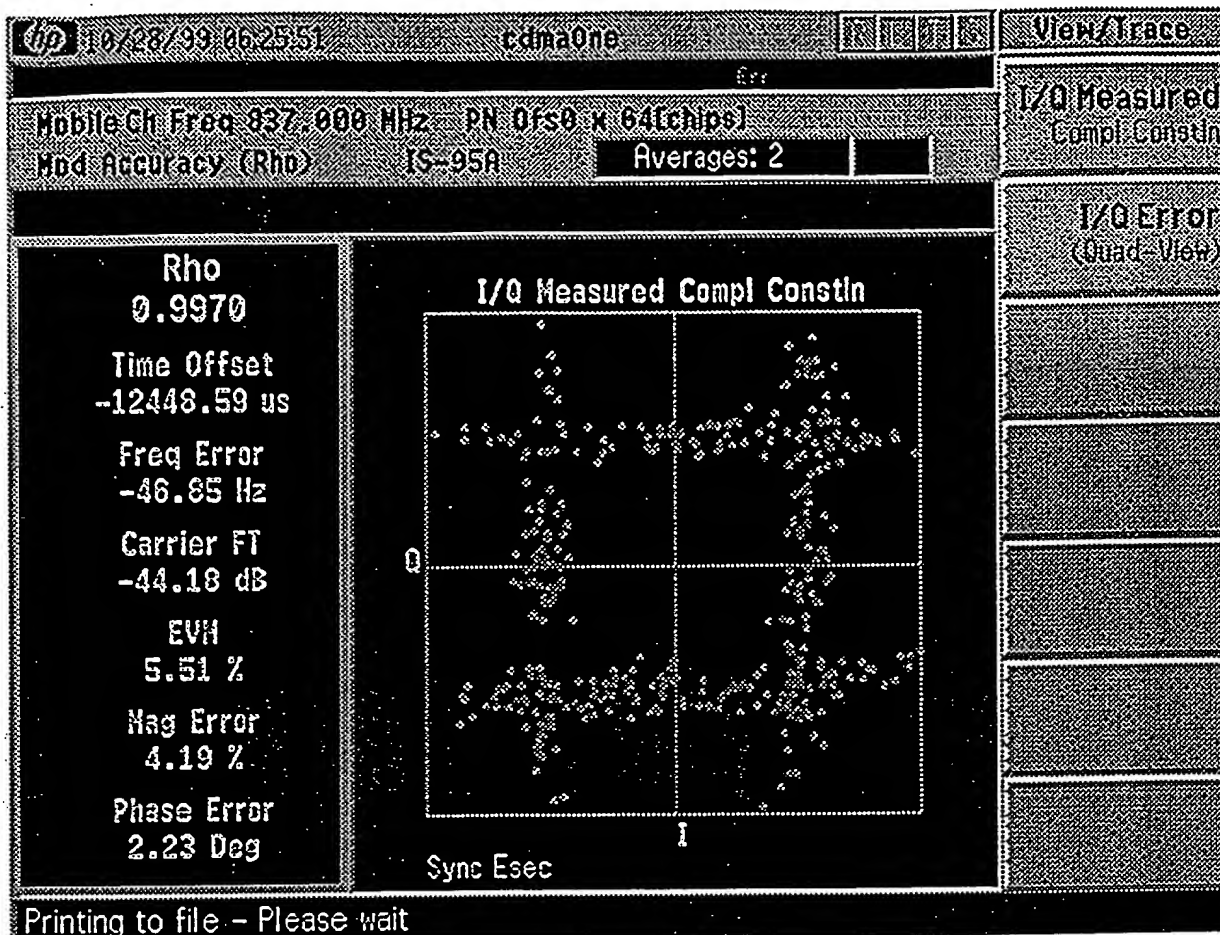 hp 10/28/99 06:25:51 cdmaOne
View/Trace
Err
Mobile Ch Freq 837.000 MHz PN Ofs0 x 64[chips]
Mod Accuracy (Rho) IS-95A Averages: 2
I/Q Measured
Compl Constln
I/Q Error
(Quad-View)
Rho
0.9970
Time Offset
-12448.59 us
Freq Error
-46.85 Hz
Carrier FT
-44.18 dB
EVM
5.51 %
Mag Error
4.19 %
Phase Error
2.23 Deg
I/Q Measured Compl Constln
Q
I
Sync Esec
Printing to file – Please wait